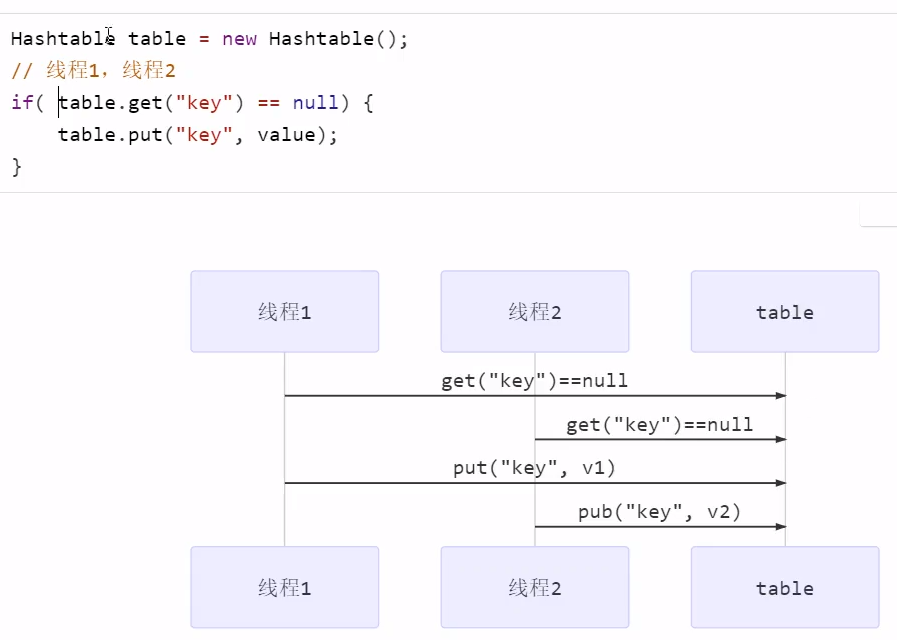 Hashtable table = new Hashtable();
// 线程1，线程2
if( table.get("key") == null) {
    table.put("key", value);
}
线程1
线程2
table
get("key")==null
get("key")==null
put("key", v1)
pub("key", v2)
线程1
线程2
table